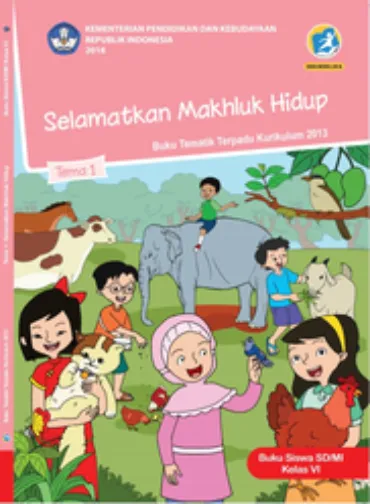 KEMENTERIAN PENDIDIKAN DAN KEBUDAYAAN
REPUBLIK INDONESIA
2018
Selamatkan Makhluk Hidup
Buku Tematik Terpadu Kurikulum 2013
Tema 1
Buku Siswa SD/MI
Kelas VI